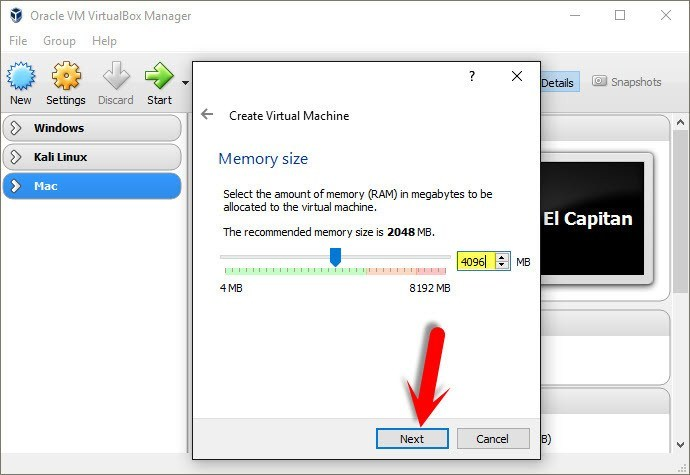 Oracle VM VirtualBox Manager
File Group Help
New Settings Discard Start Details Snapshots
Windows
Kali Linux
Mac
El Capitan
? 
Create Virtual Machine
Memory size
Select the amount of memory (RAM) in megabytes to be
allocated to the virtual machine.
The recommended memory size is 2048 MB.
4096 MB
4 MB 8192 MB
Next Cancel
B)